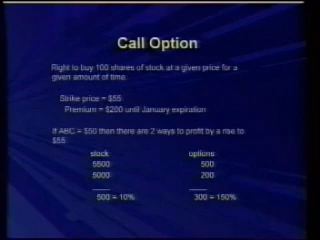 Call Option
Right to buy 100 shares of stock at a given price for a
given amount of time.
Strike price = $55
Premium = $200 until January expiration
If ABC = $50 then there are 2 ways to profit by a rise to
$55:
stock options
5500 500
5000 200
500 = 10% 300 = 150%